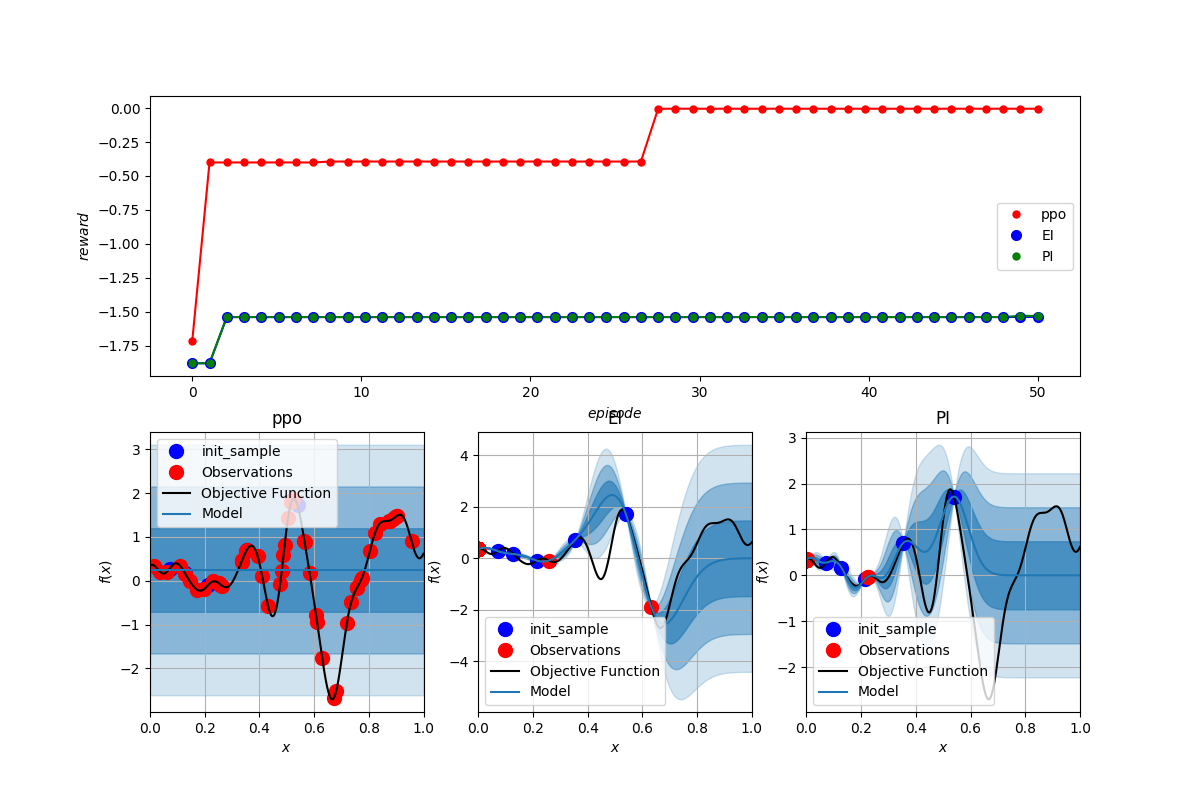 0.00
−0.25
−0.50
−0.75
−1.00
−1.25
−1.50
−1.75
reward
ppo
EI
PI
0 10 20 30 40 50
episode
ppo
3
2
1
0
−1
−2
f(x)
init_sample
Observations
Objective Function
Model
0.0 0.2 0.4 0.6 0.8 1.0
x
EI
4
2
0
−2
−4
f(x)
init_sample
Observations
Objective Function
Model
0.0 0.2 0.4 0.6 0.8 1.0
x
PI
3
2
1
0
−1
−2
f(x)
init_sample
Observations
Objective Function
Model
0.0 0.2 0.4 0.6 0.8 1.0
x